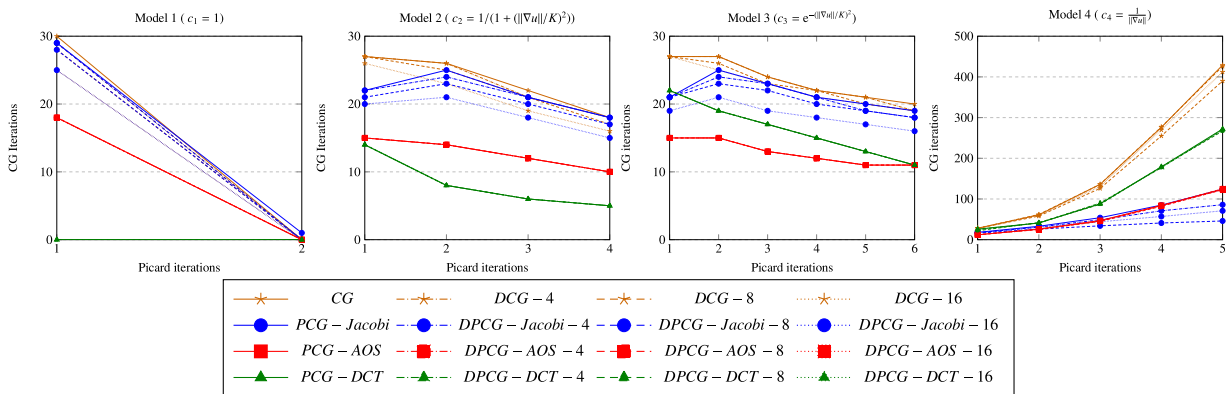 Model 1 ( c₁ = 1)
CG Iterations
30
20
10
0
1 2
Picard iterations
Model 2 ( c₂ = 1/(1 + (||∇u||/K)²))
CG Iterations
30
20
10
1 2 3 4
Picard iterations
Model 3 (c₃ = e^−(||∇u||/K)²)
CG iterations
30
20
10
1 2 3 4 5 6
Picard iterations
Model 4 ( c₄ = 1/||∇u||)
CG iterations
500
400
300
200
100
0
1 2 3 4 5
Picard iterations
CG DCG − 4 DCG − 8 DCG − 16
PCG − Jacobi DPCG − Jacobi − 4 DPCG − Jacobi − 8 DPCG − Jacobi − 16
PCG − AOS DPCG − AOS − 4 DPCG − AOS − 8 DPCG − AOS − 16
PCG − DCT DPCG − DCT − 4 DPCG − DCT − 8 DPCG − DCT − 16